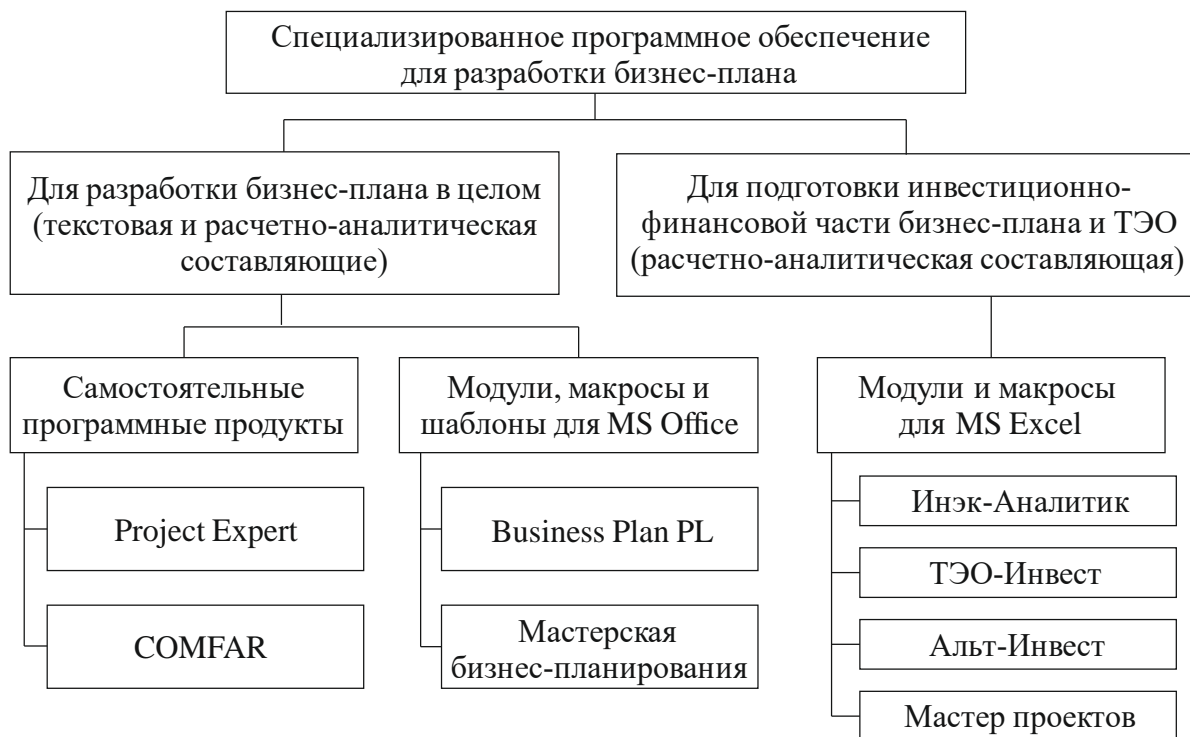 Специализированное программное обеспечение
для разработки бизнес-плана
Для разработки бизнес-плана в целом
(текстовая и расчетно-аналитическая
составляющие)
Для подготовки инвестиционно-
финансовой части бизнес-плана и ТЭО
(расчетно-аналитическая составляющая)
Самостоятельные
программные продукты
Project Expert
COMFAR
Модули, макросы и
шаблоны для MS Office
Business Plan PL
Мастерская
бизнес-планирования
Модули и макросы
для MS Excel
Инэк-Аналитик
ТЭО-Инвест
Альт-Инвест
Мастер проектов